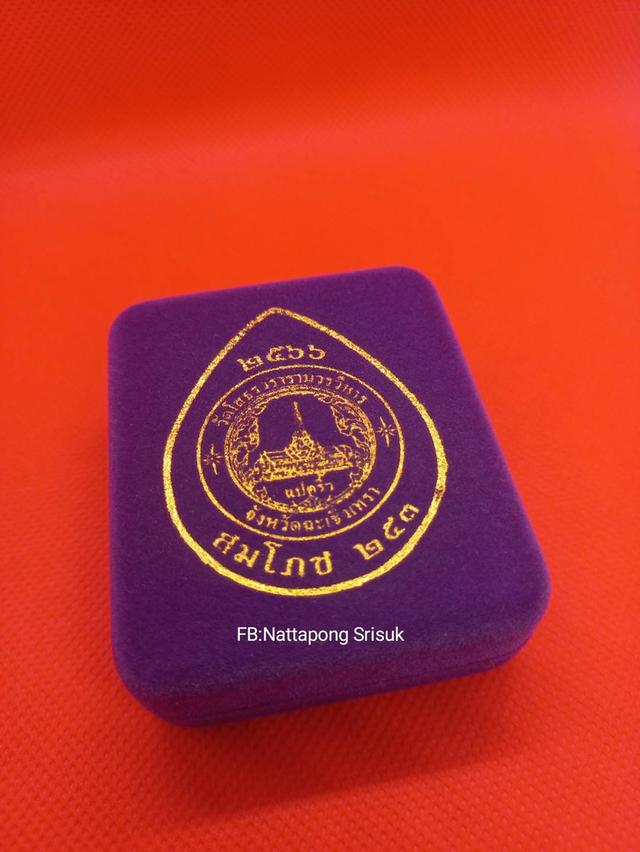 ๒๕๖๖
วัดโสธรวรารามวรวิหาร
แปดริ้ว
จังหวัดฉะเชิงเทรา
สมโภช ๒๕๓
FB:Nattapong Srisuk